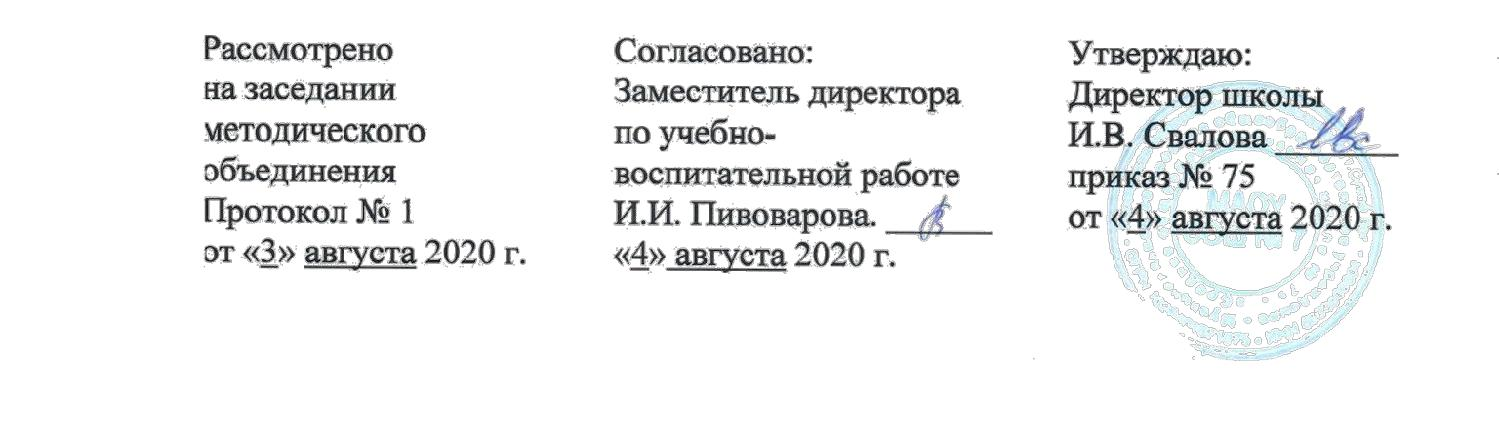 Рассмотрено
на заседании
методического
объединения
Протокол № 1
от «3» августа 2020 г.
Согласовано:
Заместитель директора
по учебно-
воспитательной работе
И.И. Пивоварова.
«4» августа 2020 г.
Утверждаю:
Директор школы
И.В. Свалова
приказ № 75
от «4» августа 2020 г.